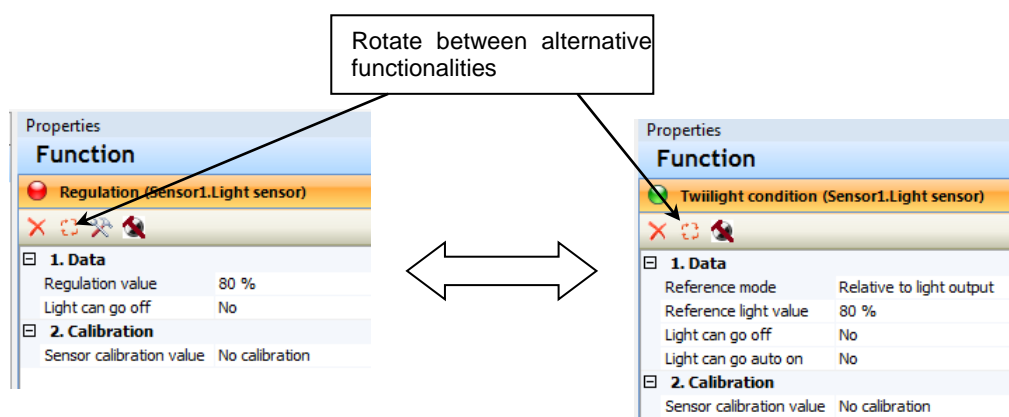 Rotate between alternative
functionalities
Properties
Function
Regulation (Sensor1.Light sensor)
1. Data
Regulation value 80 %
Light can go off No
2. Calibration
Sensor calibration value No calibration
Properties
Function
Twiilight condition (Sensor1.Light sensor)
1. Data
Reference mode Relative to light output
Reference light value 80 %
Light can go off No
Light can go auto on No
2. Calibration
Sensor calibration value No calibration